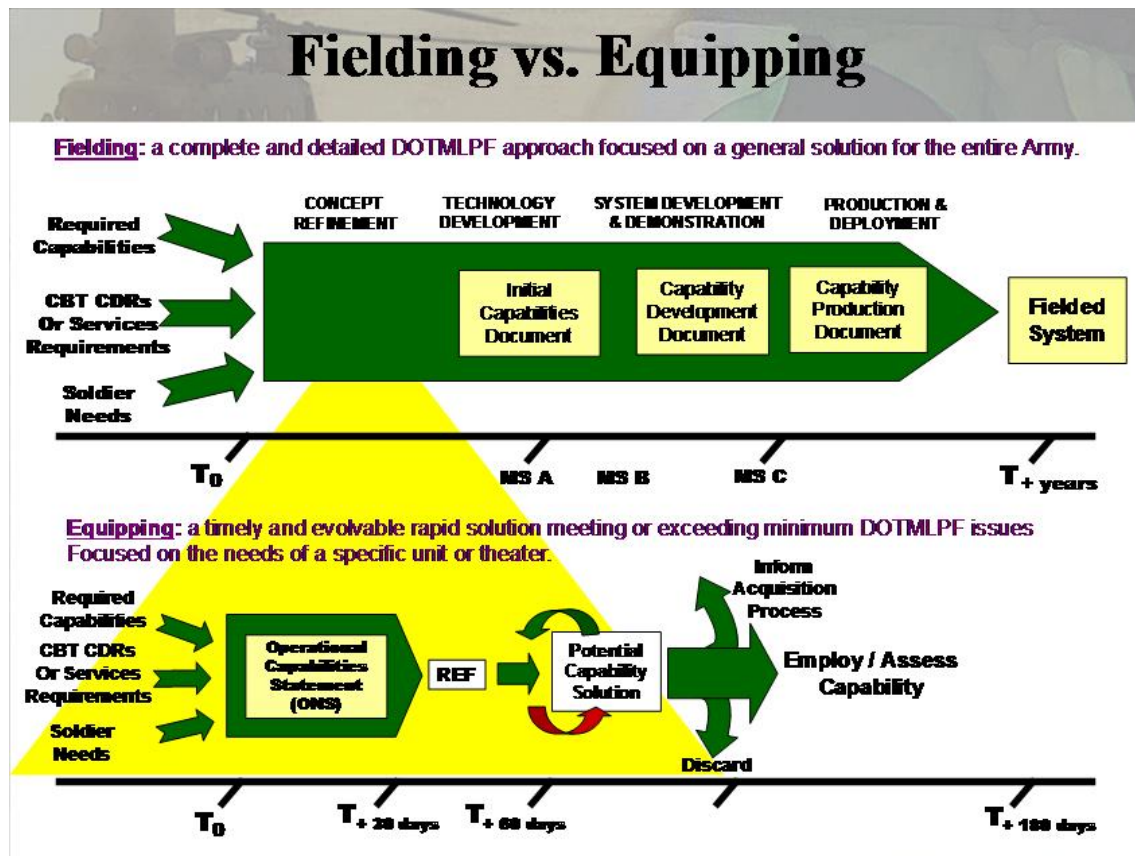 Fielding vs. Equipping
Fielding: a complete and detailed DOTMLPF approach focused on a general solution for the entire Army.
CONCEPT
REFINEMENT
TECHNOLOGY
DEVELOPMENT
SYSTEM DEVELOPMENT
& DEMONSTRATION
PRODUCTION &
DEPLOYMENT
Required
Capabilities
CBT CDRs
Or Services
Requirements
Soldier
Needs
Initial
Capabilities
Document
Capability
Development
Document
Capability
Production
Document
Fielded
System
T0
MS A
MS B
MS C
T+ years
Equipping: a timely and evolvable rapid solution meeting or exceeding minimum DOTMLPF issues
Focused on the needs of a specific unit or theater.
Required
Capabilities
CBT CDRs
Or Services
Requirements
Soldier
Needs
Operational
Capabilities
Statement
(ONS)
REF
Potential
Capability
Solution
Inform
Acquisition
Process
Employ / Assess
Capability
Discard
T0
T+ 30 days
T+ 60 days
T+ 180 days